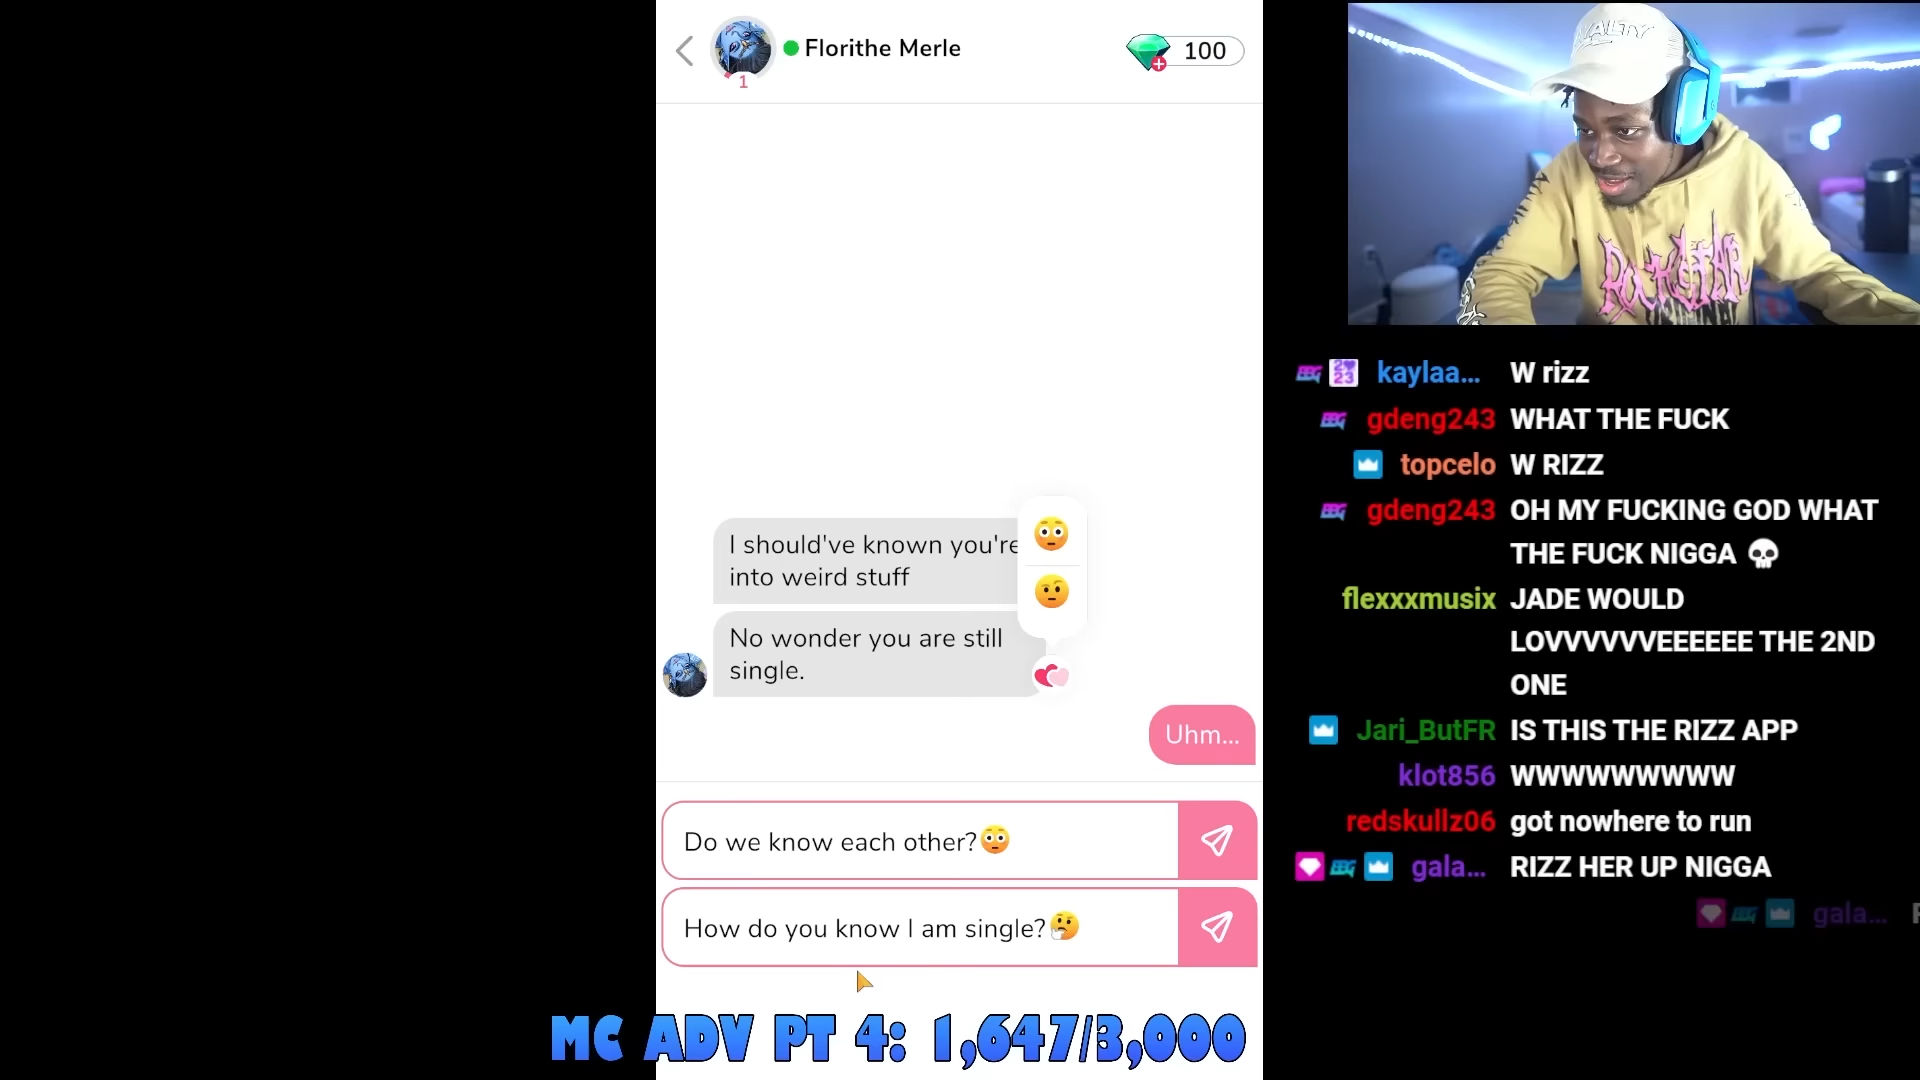 Florithe Merle
100
1
I should've known you're
into weird stuff
No wonder you are still
single.
Uhm...
Do we know each other?😳
How do you know I am single?🤔
MC ADV PT 4: 1,647/3,000
kaylaa... W rizz
gdeng243 WHAT THE FUCK
topcelo W RIZZ
gdeng243 OH MY FUCKING GOD WHAT
THE FUCK NIGGA 💀
flexxxmusix JADE WOULD
LOVVVVVVEEEEEE THE 2ND
ONE
Jari_ButFR IS THIS THE RIZZ APP
klot856 WWWWWWWWW
redskullz06 got nowhere to run
gala... RIZZ HER UP NIGGA
gala...